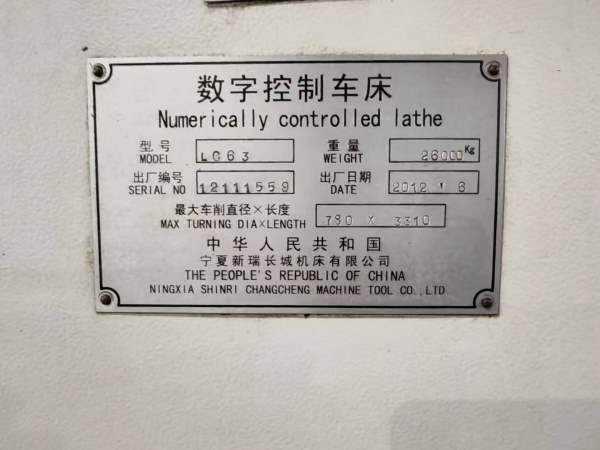 数字控制车床
Numerically controlled lathe
型号 MODEL LC63 重量 WEIGHT 26000Kg
出厂编号 SERIAL NO 12111559 出厂日期 DATE 2012 6
最大车削直径×长度 MAX TURNING DIA×LENGTH 780 X 3310
中华人民共和国
宁夏新瑞长城机床有限公司
THE PEOPLE'S REPUBLIC OF CHINA
NINGXIA SHINRI CHANGCHENG MACHINE TOOL CO.,LTD